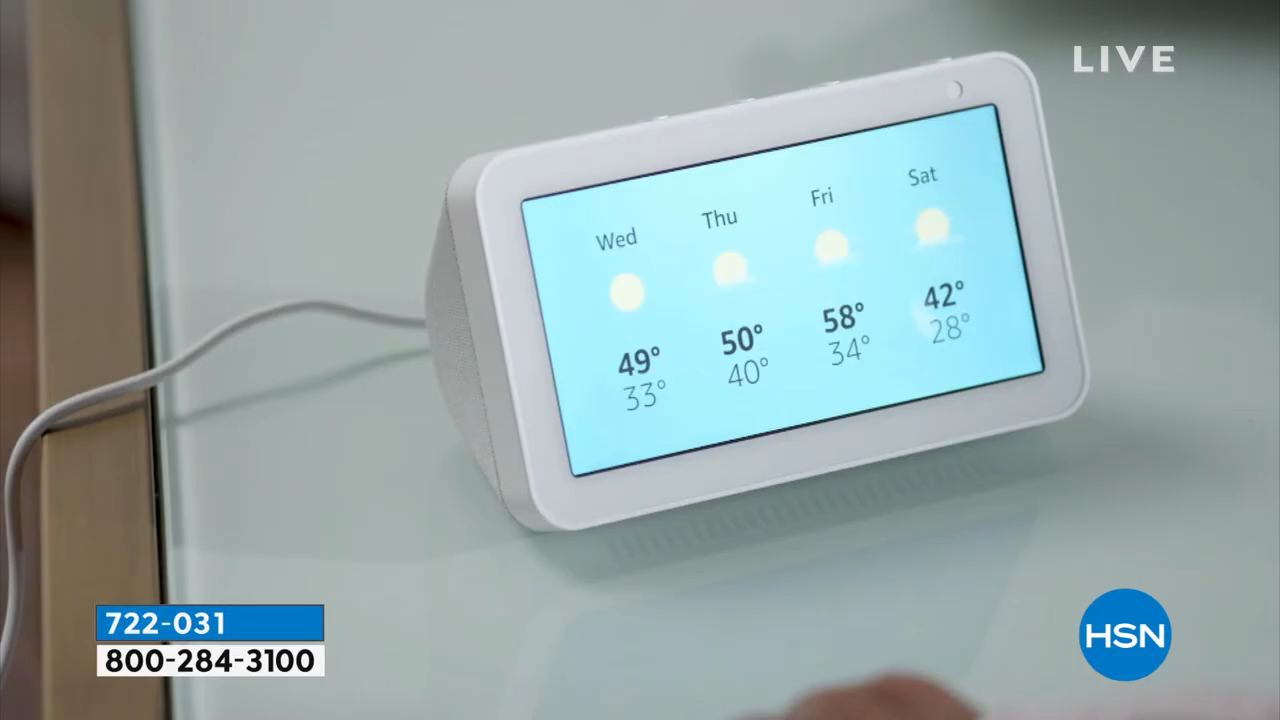 LIVE
Wed Thu Fri Sat
49° 50° 58° 42°
33° 40° 34° 28°
722-031
800-284-3100
HSN